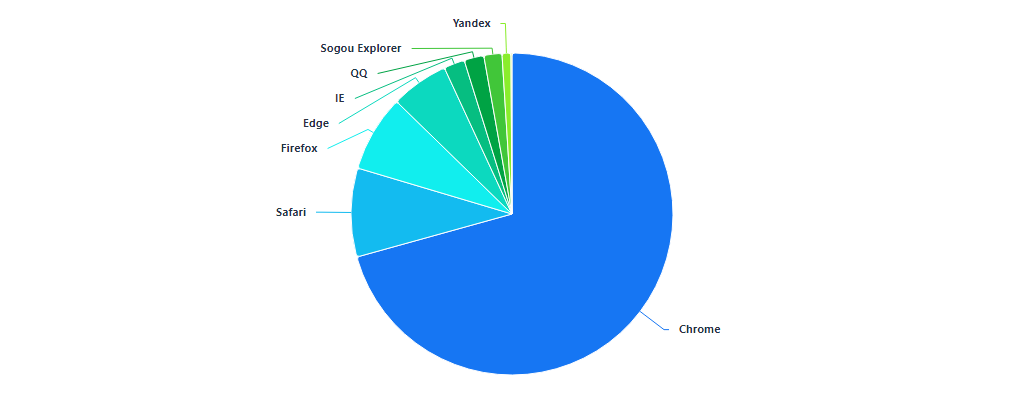 Yandex
Sogou Explorer
QQ
IE
Edge
Firefox
Safari
Chrome